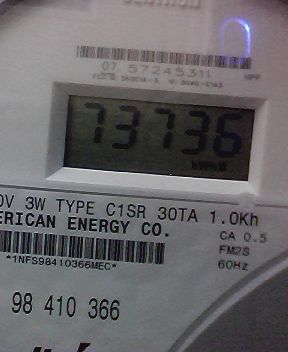 07 57245311
73736
0V 3W TYPE C1SR 30TA 1.0Kh
ERICAN ENERGY CO.
CA 0.5
FM2S
*1NFS98410366MEC*
60Hz
98 410 366